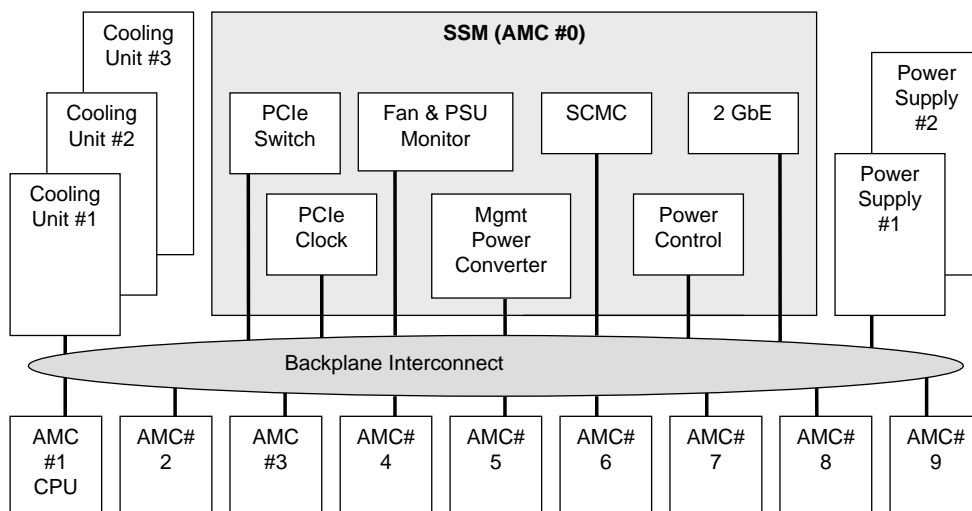 Cooling
Unit #3
Cooling
Unit #2
Cooling
Unit #1
SSM (AMC #0)
PCIe
Switch
Fan & PSU
Monitor
SCMC
2 GbE
PCIe
Clock
Mgmt
Power
Converter
Power
Control
Power
Supply
#2
Power
Supply
#1
Backplane Interconnect
AMC
#1
CPU
AMC#
2
AMC
#3
AMC#
4
AMC#
5
AMC#
6
AMC#
7
AMC#
8
AMC#
9